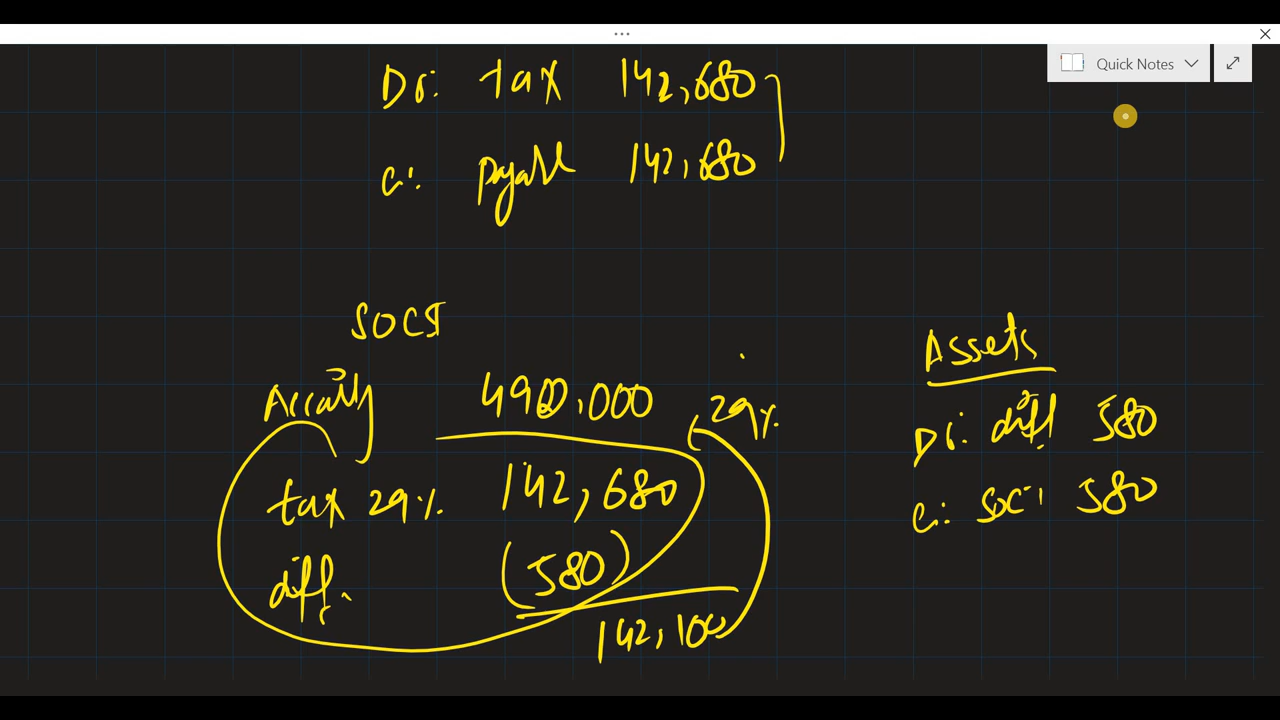 Quick Notes
Dr: tax 142,680
Cr: payable 142,680
SOCI
490,000
29%
tax 29% 142,680
diff. (580)
142,100
Assets
Dr: diff 580
Cr: SOCI 580